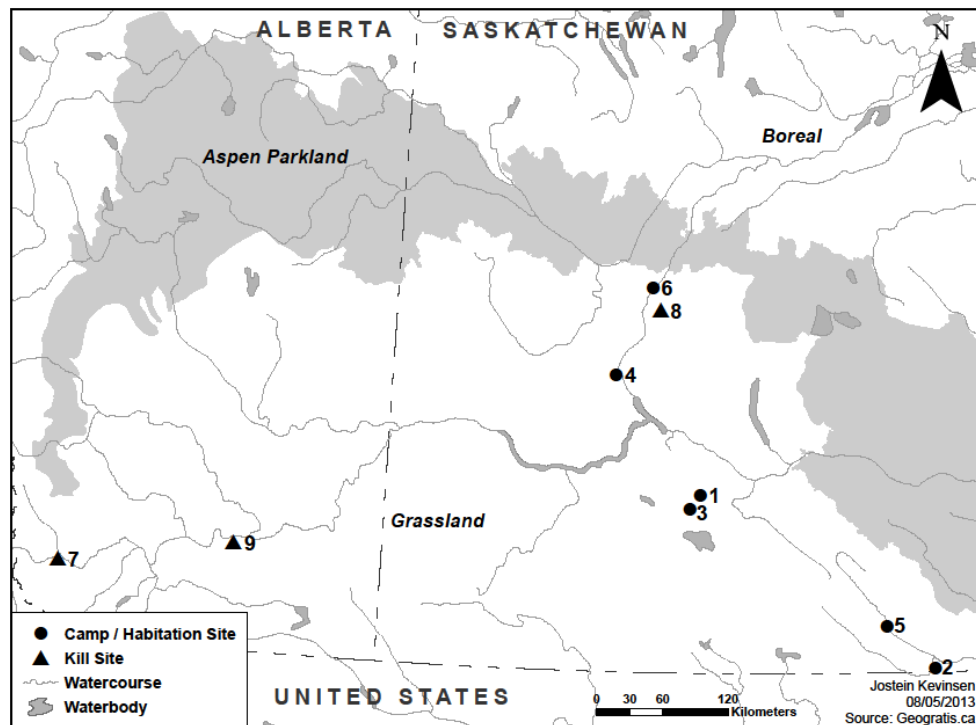 ALBERTA
SASKATCHEWAN
N
Boreal
Aspen Parkland
6
8
4
1
3
Grassland
9
7
5
2
Camp / Habitation Site
Kill Site
Watercourse
Waterbody
UNITED STATES
0 30 60 120
Kilometers
Jostein Kevinsen
08/05/2013
Source: Geogratis.ca